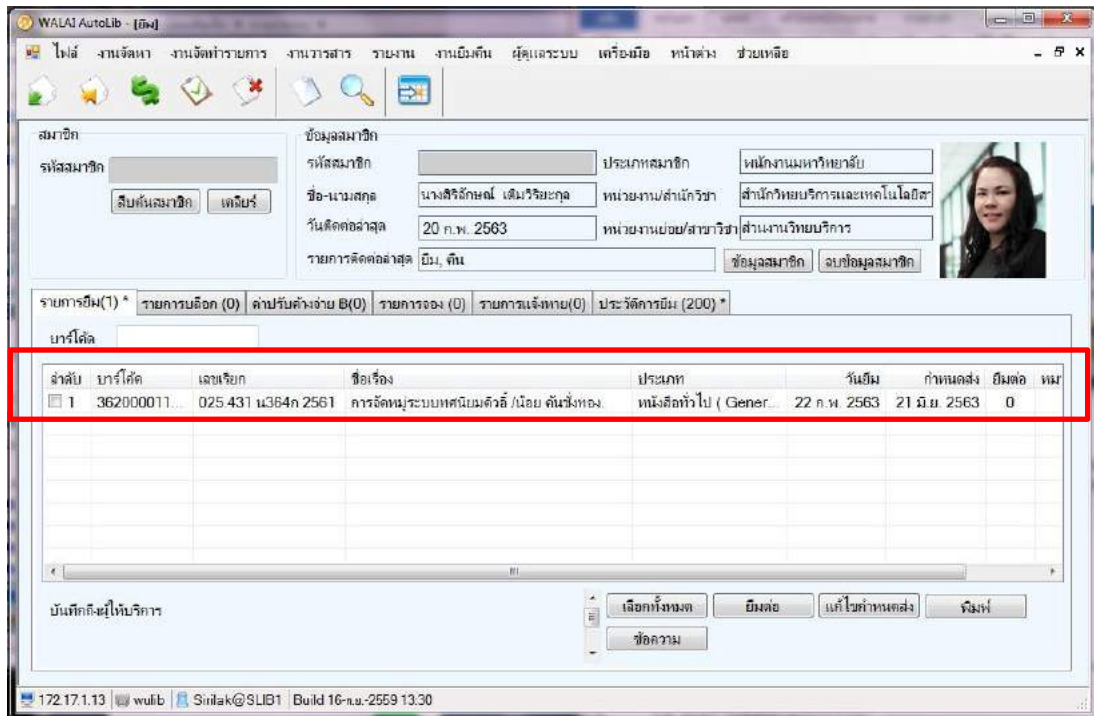 WALAI AutoLib - [ยืม]
ไฟล์ งานจัดหา งานจัดทำรายการ งานวารสาร รายงาน งานยืมคืน ผู้ดูแลระบบ เครื่องมือ หน้าต่าง ช่วยเหลือ
สมาชิก
ข้อมูลสมาชิก
รหัสสมาชิก
รหัสสมาชิก ประเภทสมาชิก พนักงานมหาวิทยาลัย
สืบค้นสมาชิก เคลียร์
ชื่อ-นามสกุล นางสิริลักษณ์ เดิมวิริยะกุล หน่วยงาน/สำนักวิชา สำนักวิทยบริการและเทคโนโลยีสา
วันติดต่อล่าสุด 20 ก.พ. 2563 หน่วยงานย่อย/สาขาวิชา ส่วนงานวิทยบริการ
รายการติดต่อล่าสุด ยืม, คืน ข้อมูลสมาชิก ลบข้อมูลสมาชิก
รายการยืม(1) * รายการบล็อก (0) ค่าปรับค้างจ่าย B(0) รายการจอง (0) รายการแจ้งหาย(0) ประวัติการยืม (200) *
บาร์โค้ด
ลำดับ บาร์โค้ด เลขเรียก ชื่อเรื่อง ประเภท วันยืม กำหนดส่ง ยืมต่อ หมา
1 362000011... 025.431 น364ก 2561 การจัดหมู่ระบบทศนิยมดิวอี้ /น้อย คันชั่งทอง. หนังสือทั่วไป ( Gener... 22 ก.พ. 2563 21 มิ.ย. 2563 0
บันทึกถึงผู้ให้บริการ
เลือกทั้งหมด ยืมต่อ แก้ไขกำหนดส่ง พิมพ์
ข้อความ
172.17.1.13 wulib Sirilak@SLIB1 Build 16-ก.ย.-2559 13:30